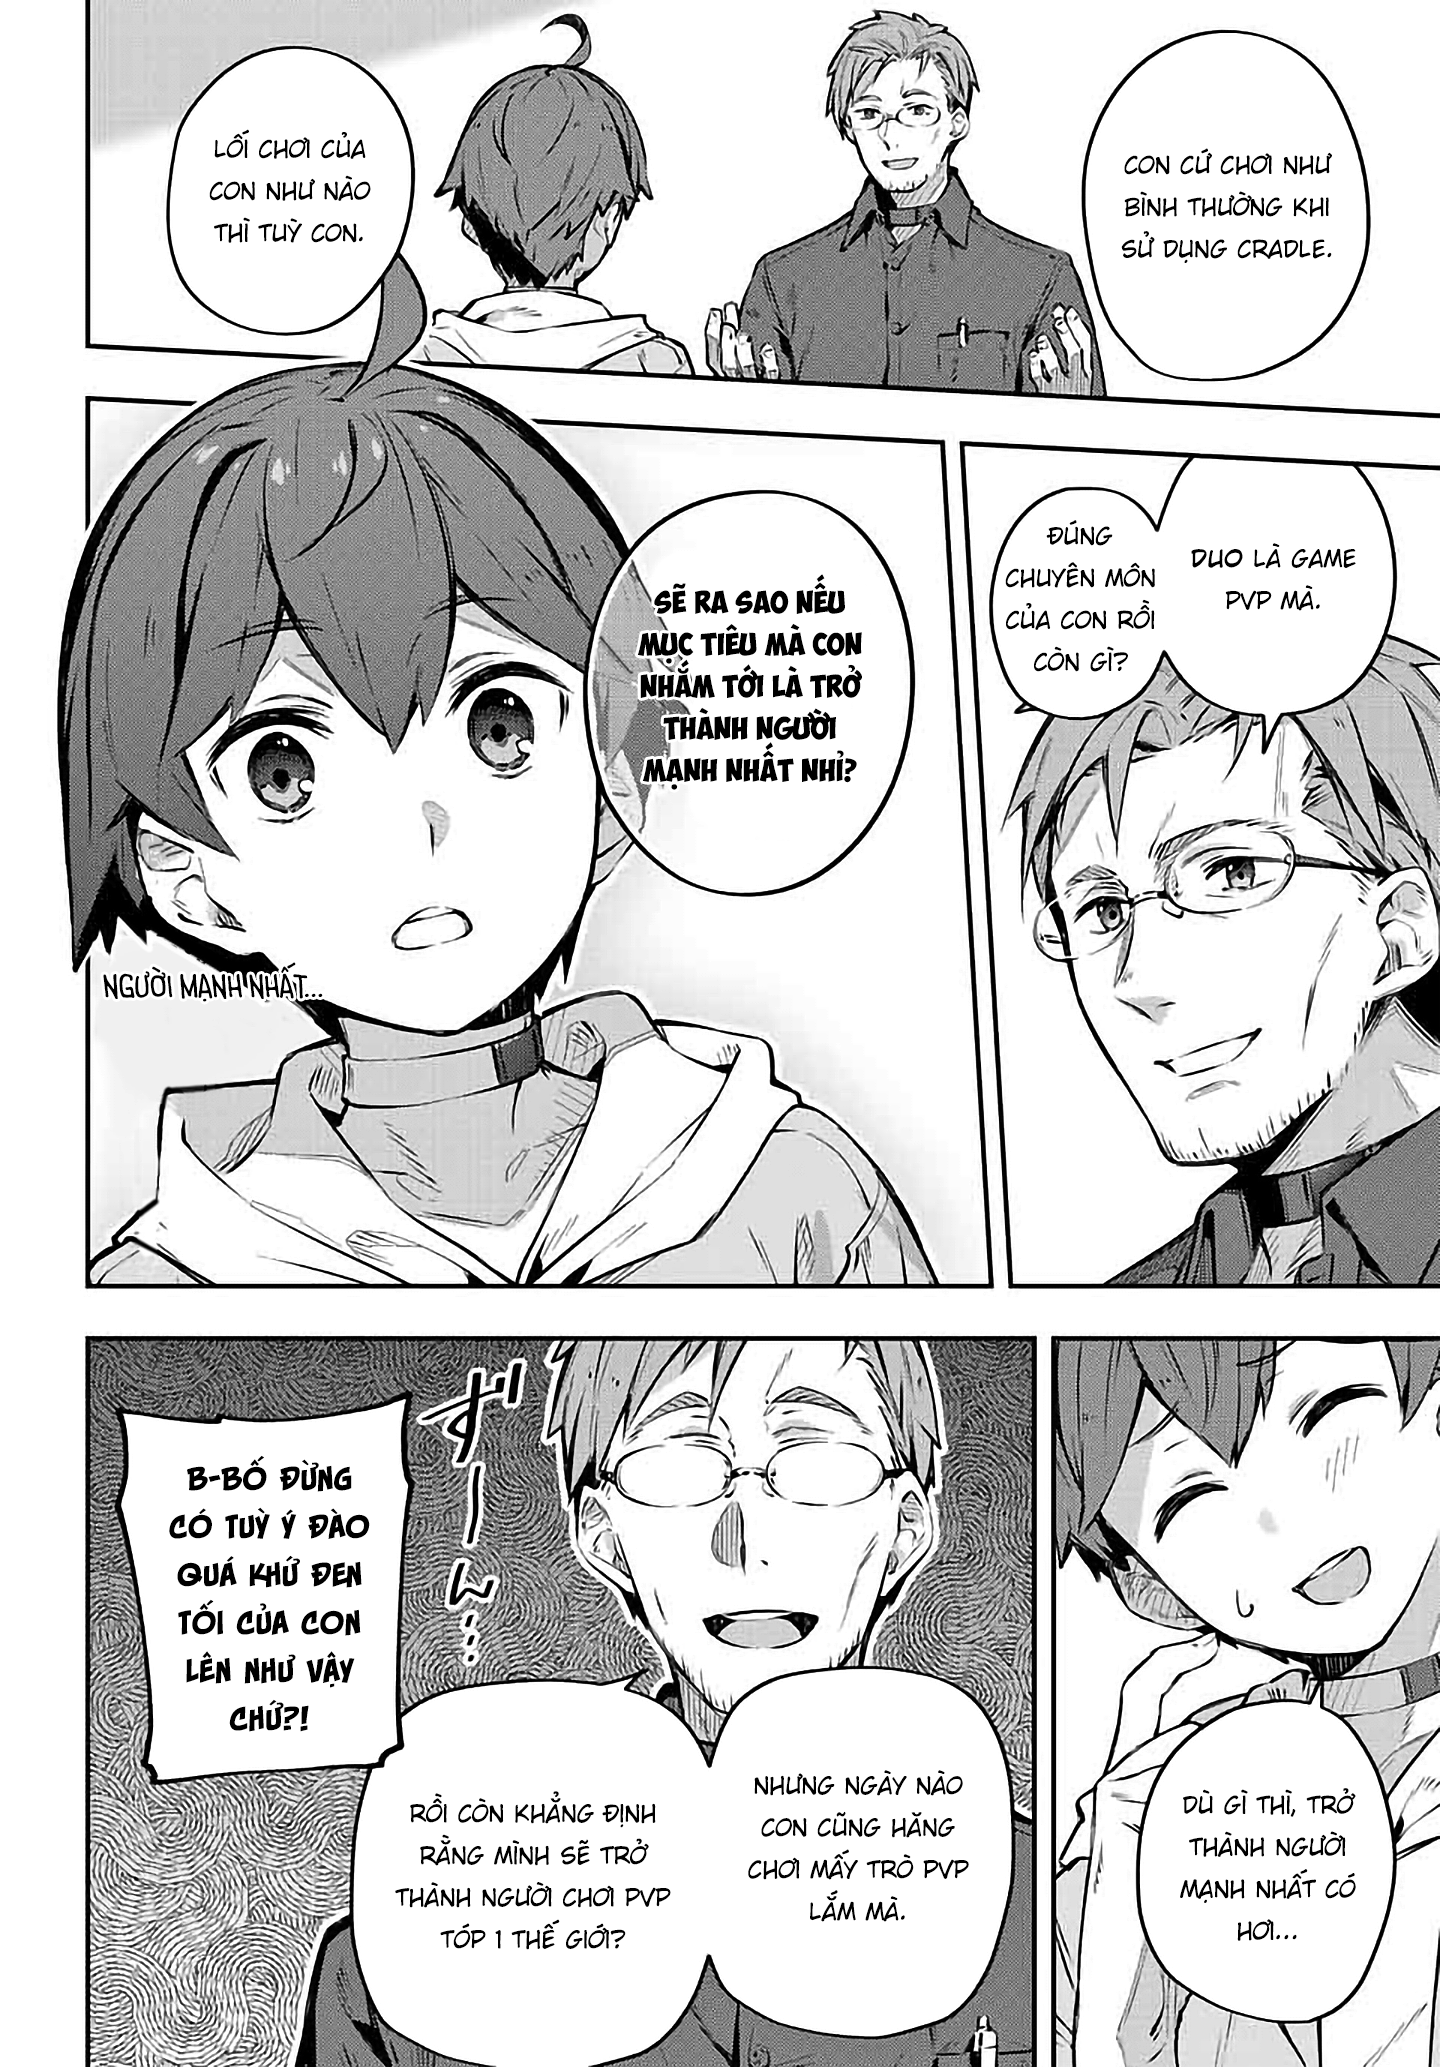 CON CỨ CHƠI NHƯ
BÌNH THƯỜNG KHI
SỬ DỤNG CRADLE.
LỐI CHƠI CỦA
CON NHƯ NÀO
THÌ TUỲ CON.
DUO LÀ GAME
PVP MÀ.
ĐÚNG
CHUYÊN MÔN
CỦA CON RỒI
CÒN GÌ?
SẼ RA SAO NẾU
MỤC TIÊU MÀ CON
NHẮM TỚI LÀ TRỞ
THÀNH NGƯỜI
MẠNH NHẤT NHỈ?
NGƯỜI MẠNH NHẤT...
DÙ GÌ THÌ, TRỞ
THÀNH NGƯỜI
MẠNH NHẤT CÓ
HƠI...
NHƯNG NGÀY NÀO
CON CŨNG HĂNG
CHƠI MẤY TRÒ PVP
LẮM MÀ.
RỒI CÒN KHẲNG ĐỊNH
RẰNG MÌNH SẼ TRỞ
THÀNH NGƯỜI CHƠI PVP
TÓP 1 THẾ GIỚI?
ずーん…
B-BỐ ĐỪNG
CÓ TUỲ Ý ĐÀO
QUÁ KHỨ ĐEN
TỐI CỦA CON
LÊN NHƯ VẬY
CHỨ?!